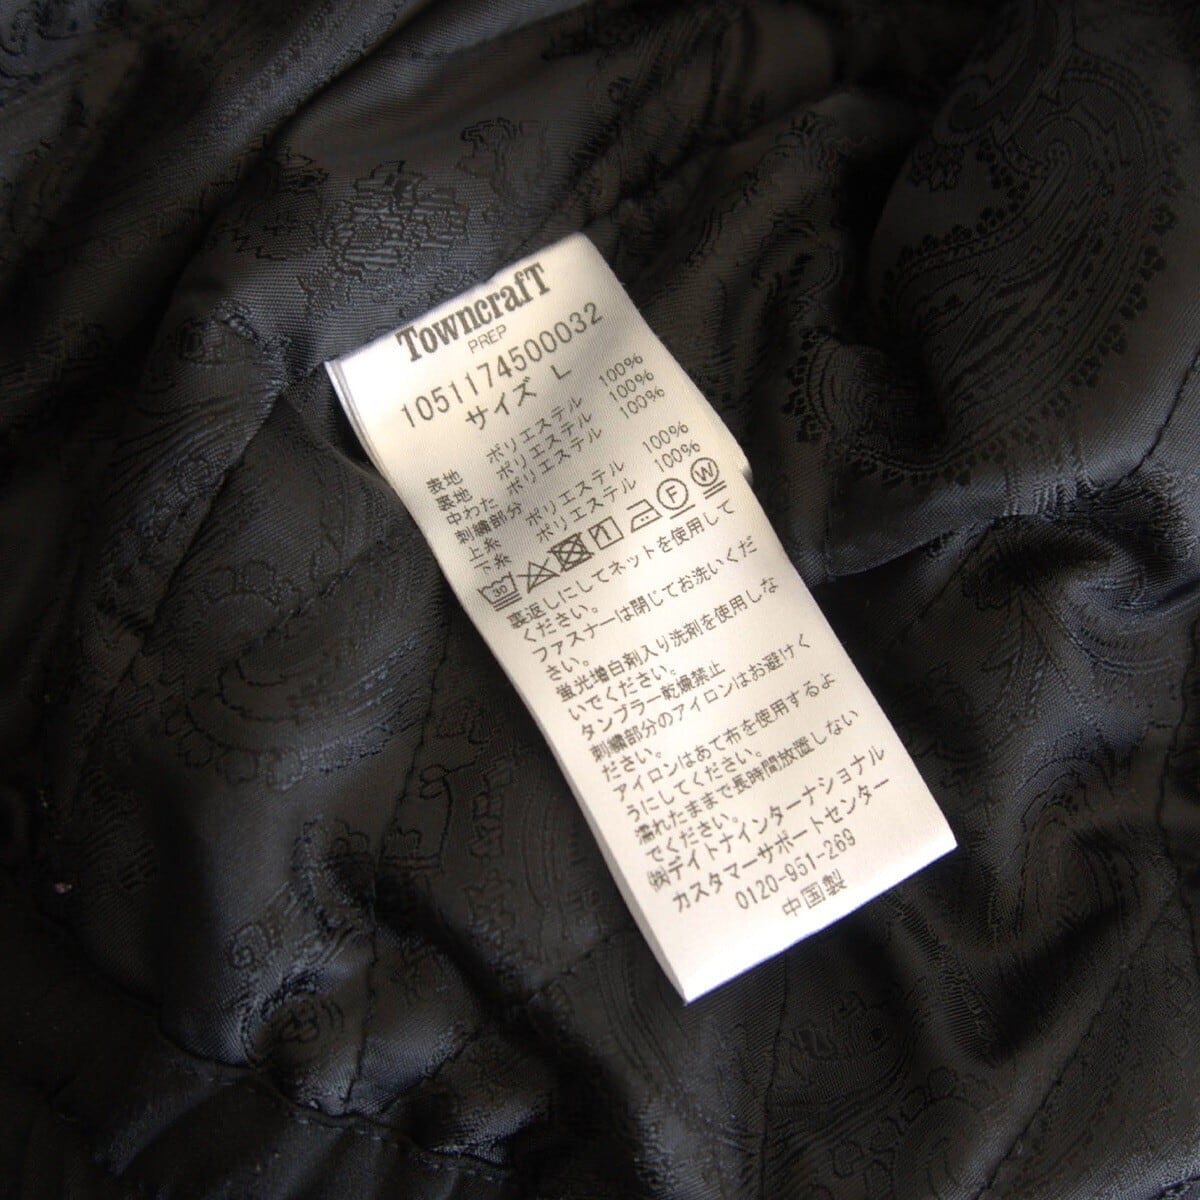 TowncrafT
PREP
1051174500032
サイズ L
表地 ポリエステル 100%
裏地 ポリエステル 100%
中わた ポリエステル 100%
刺繍部分
上糸 ポリエステル 100%
下糸 ポリエステル 100%
30 1 F W
裏返しにしてネットを使用して
ください。
ファスナーは閉じてお洗いくだ
さい。
蛍光増白剤入り洗剤を使用しな
いでください。
タンブラー乾燥禁止
刺繍部分のアイロンはお避けく
ださい。
アイロンはあて布を使用するよ
うにしてください。
濡れたままで長時間放置しない
でください。
㈱デイトナインターナショナル
カスタマーサポートセンター
0120-951-269
中国製